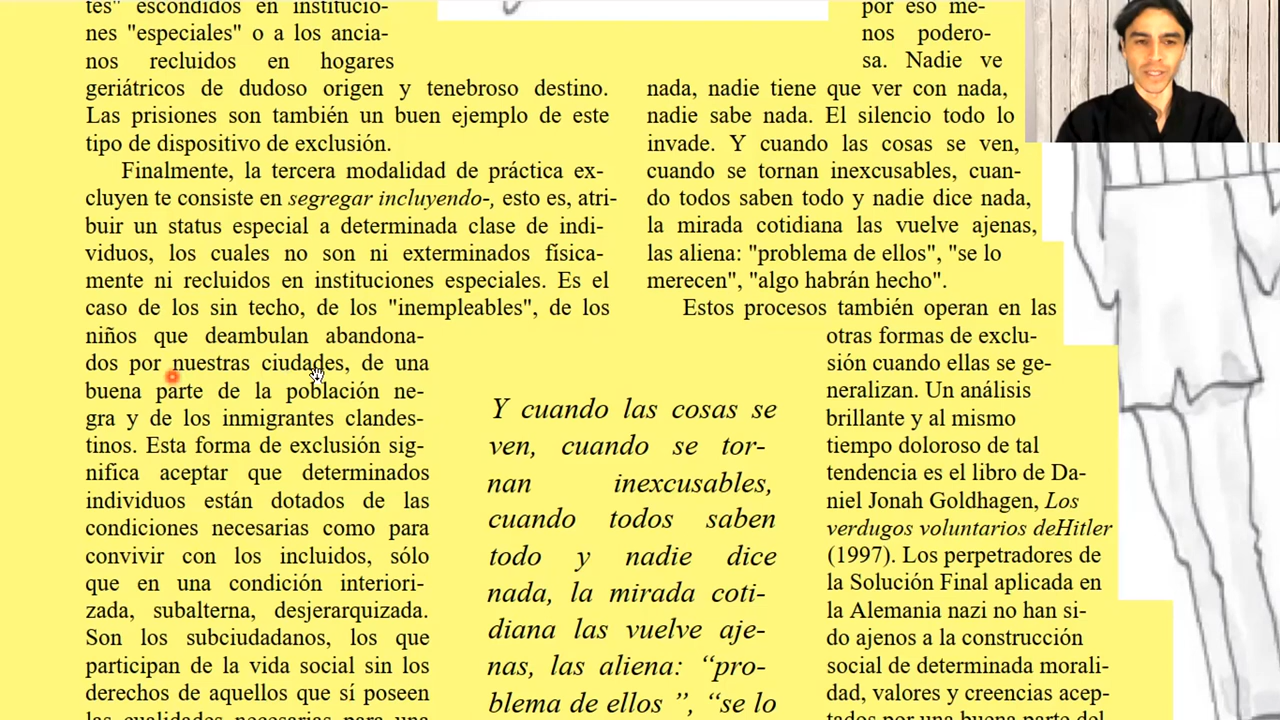 tes" escondidos en institucio-
nes "especiales" o a los ancia-
nos recluidos en hogares
geriátricos de dudoso origen y tenebroso destino.
Las prisiones son también un buen ejemplo de este
tipo de dispositivo de exclusión.
Finalmente, la tercera modalidad de práctica ex-
cluyen te consiste en segregar incluyendo-, esto es, atri-
buir un status especial a determinada clase de indi-
viduos, los cuales no son ni exterminados física-
mente ni recluidos en instituciones especiales. Es el
caso de los sin techo, de los "inempleables", de los
niños que deambulan abandona-
dos por nuestras ciudades, de una
buena parte de la población ne-
gra y de los inmigrantes clandes-
tinos. Esta forma de exclusión sig-
nifica aceptar que determinados
individuos están dotados de las
condiciones necesarias como para
convivir con los incluidos, sólo
que en una condición interiori-
zada, subalterna, desjerarquizada.
Son los subciudadanos, los que
participan de la vida social sin los
derechos de aquellos que sí poseen
las cualidades necesarias para una
Y cuando las cosas se
ven, cuando se tor-
nan inexcusables,
cuando todos saben
todo y nadie dice
nada, la mirada coti-
diana las vuelve aje-
nas, las aliena: “pro-
blema de ellos ”, “se lo
por eso me-
nos podero-
sa. Nadie ve
nada, nadie tiene que ver con nada,
nadie sabe nada. El silencio todo lo
invade. Y cuando las cosas se ven,
cuando se tornan inexcusables, cuan-
do todos saben todo y nadie dice nada,
la mirada cotidiana las vuelve ajenas,
las aliena: "problema de ellos", "se lo
merecen", "algo habrán hecho".
Estos procesos también operan en las
otras formas de exclu-
sión cuando ellas se ge-
neralizan. Un análisis
brillante y al mismo
tiempo doloroso de tal
tendencia es el libro de Da-
niel Jonah Goldhagen, Los
verdugos voluntarios deHitler
(1997). Los perpetradores de
la Solución Final aplicada en
la Alemania nazi no han si-
do ajenos a la construcción
social de determinada morali-
dad, valores y creencias acep-
tados por una buena parte del